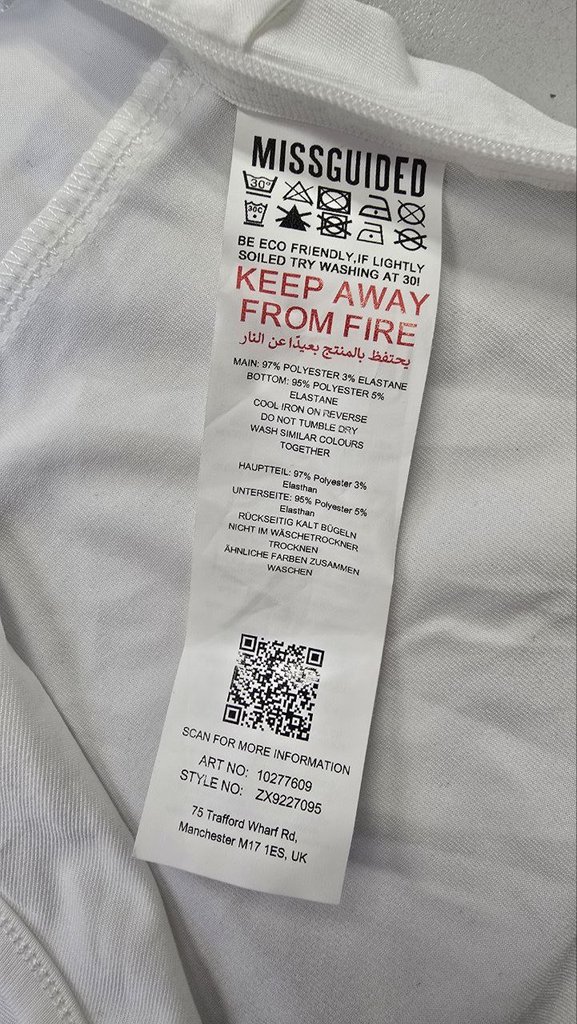 MISSGUIDED
30°
30C
BE ECO FRIENDLY,IF LIGHTLY
SOILED TRY WASHING AT 30!
KEEP AWAY
FROM FIRE
يحتفظ بالمنتج بعيدًا عن النار
MAIN: 97% POLYESTER 3% ELASTANE
BOTTOM: 95% POLYESTER 5%
ELASTANE
COOL IRON ON REVERSE
DO NOT TUMBLE DRY
WASH SIMILAR COLOURS
TOGETHER
HAUPTTEIL: 97% Polyester 3%
Elasthan
UNTERSEITE: 95% Polyester 5%
Elasthan
RÜCKSEITIG KALT BÜGELN
NICHT IM WÄSCHETROCKNER
TROCKNEN
ÄHNLICHE FARBEN ZUSAMMEN
WASCHEN
SCAN FOR MORE INFORMATION
ART NO: 10277609
STYLE NO: ZX9227095
75 Trafford Wharf Rd,
Manchester M17 1ES, UK